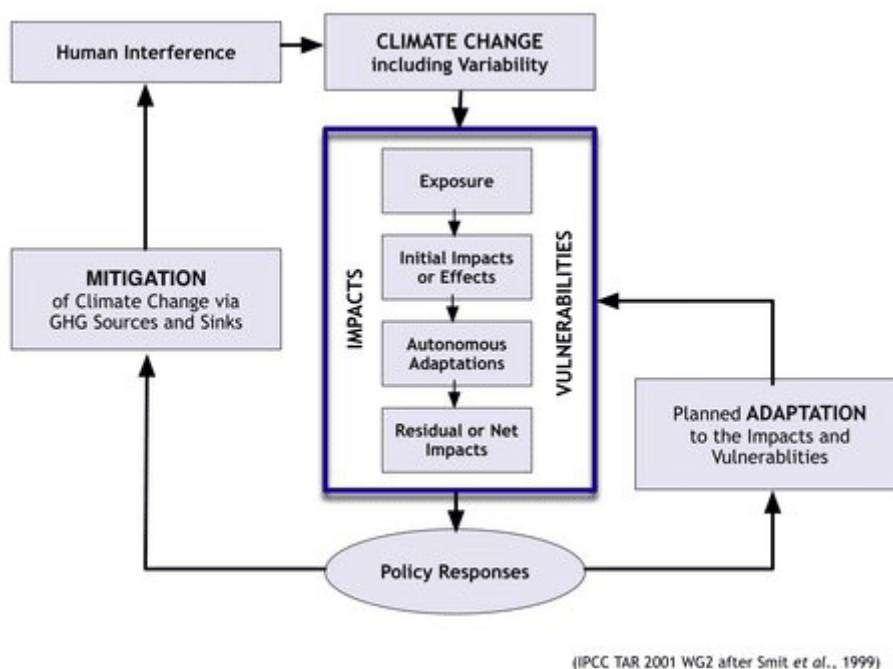 Human Interference
CLIMATE CHANGE
including Variability
IMPACTS
Exposure
Initial Impacts
or Effects
Autonomous
Adaptations
Residual or Net
Impacts
VULNERABILITIES
MITIGATION
of Climate Change via
GHG Sources and Sinks
Planned ADAPTATION
to the Impacts and
Vulnerablities
Policy Responses
(IPCC TAR 2001 WG2 after Smit et al., 1999)